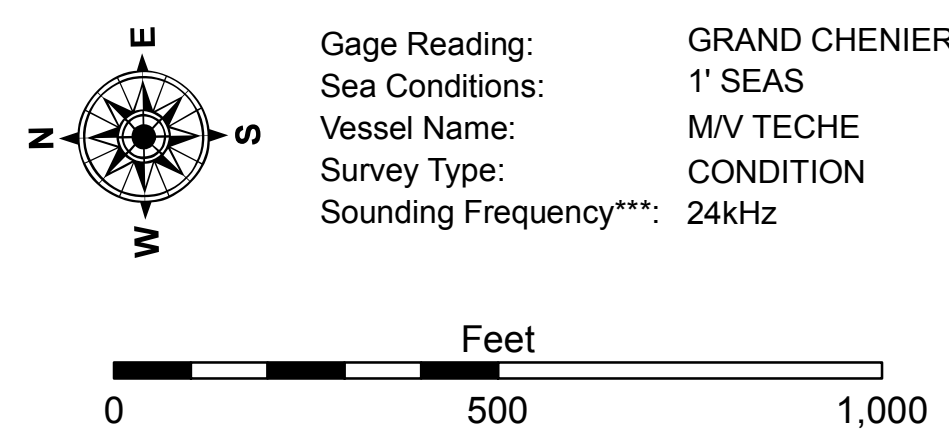 E
N
S
W
Gage Reading: GRAND CHENIER
Sea Conditions: 1' SEAS
Vessel Name: M/V TECHE
Survey Type: CONDITION
Sounding Frequency***: 24kHz
Feet
0 500 1,000